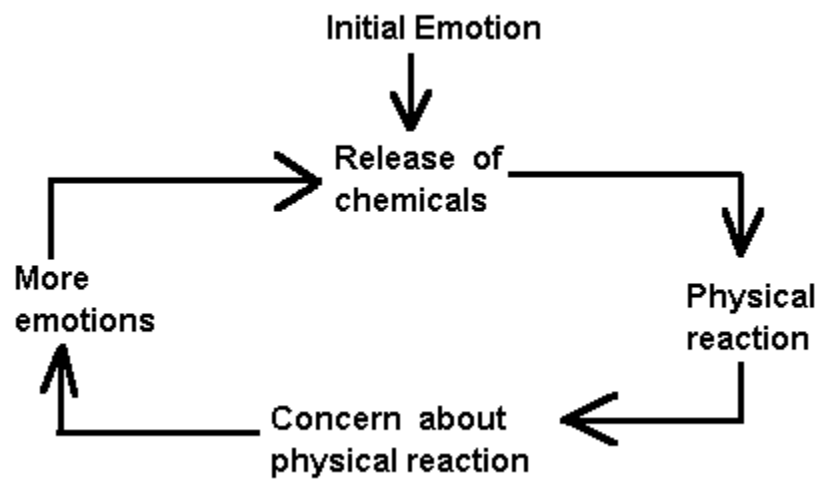 Initial Emotion
Release of
chemicals
Physical
reaction
Concern about
physical reaction
More
emotions